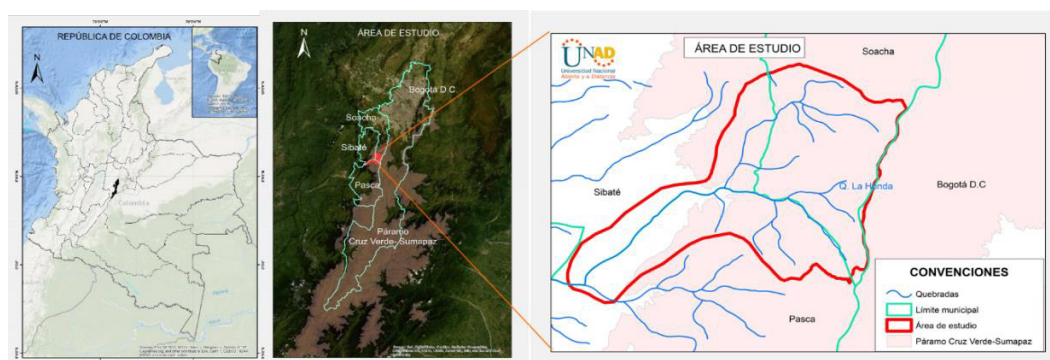 REPÚBLICA DE COLOMBIA
N
Colombia
ÁREA DE ESTUDIO
N
Bogotá D.C
Soacha
Sibaté
Pasca
Páramo
Cruz Verde- Sumapaz
UNAD
Universidad Nacional
Abierta y a Distancia
ÁREA DE ESTUDIO
Soacha
Sibaté
Q. La Honda
Bogotá D.C
Pasca
CONVENCIONES
Quebradas
Límite municipal
Área de estudio
Páramo Cruz Verde-Sumapaz